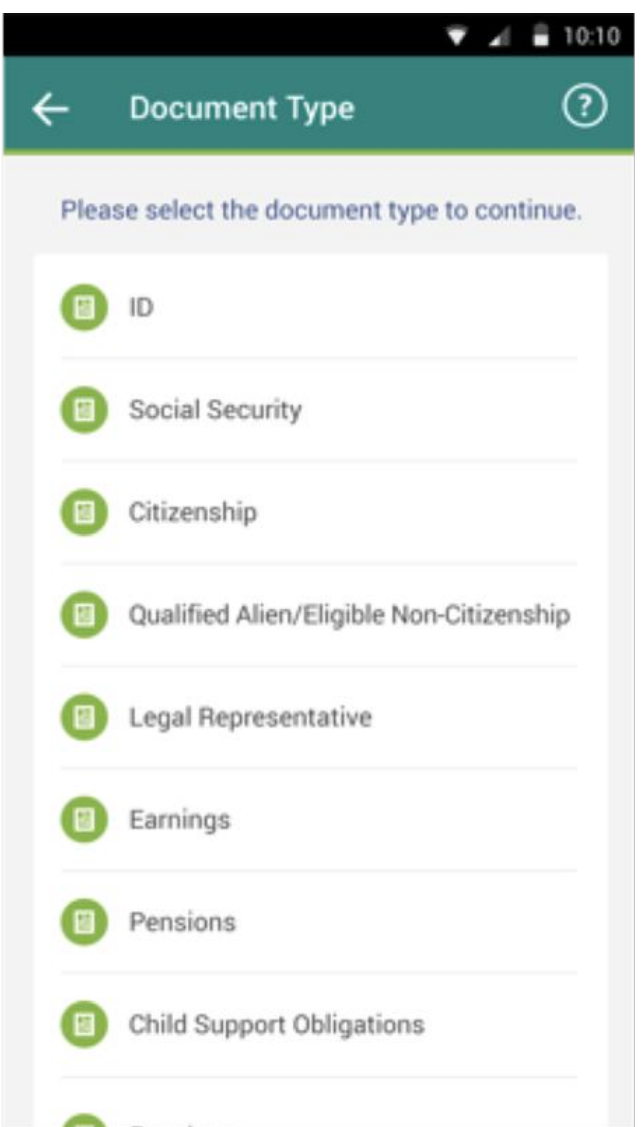 10:10
Document Type
?
Please select the document type to continue.
ID
Social Security
Citizenship
Qualified Alien/Eligible Non-Citizenship
Legal Representative
Earnings
Pensions
Child Support Obligations